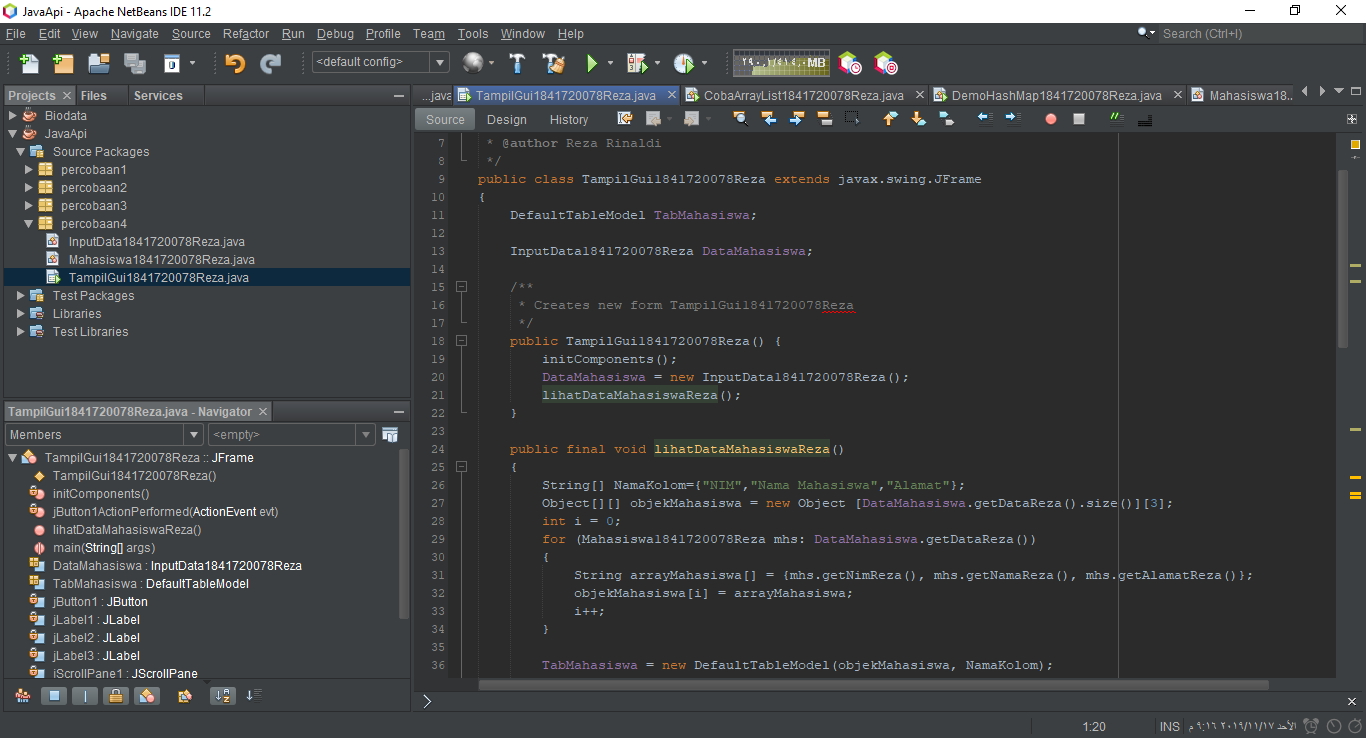 JavaApi - Apache NetBeans IDE 11.2
File Edit View Navigate Source Refactor Run Debug Profile Team Tools Window Help
Search (Ctrl+I)
<default config>
Projects Files Services
Biodata
JavaApi
Source Packages
percobaan1
percobaan2
percobaan3
percobaan4
InputData1841720078Reza.java
Mahasiswa1841720078Reza.java
TampilGui1841720078Reza.java
Test Packages
Libraries
Test Libraries
TampilGui1841720078Reza.java - Navigator
Members <empty>
TampilGui1841720078Reza :: JFrame
TampilGui1841720078Reza()
initComponents()
jButton1ActionPerformed(ActionEvent evt)
lihatDataMahasiswaReza()
main(String[] args)
DataMahasiswa : InputData1841720078Reza
TabMahasiswa : DefaultTableModel
jButton1 : JButton
jLabel1 : JLabel
jLabel2 : JLabel
jLabel3 : JLabel
jScrollPane1 : JScrollPane
...java TampilGui1841720078Reza.java CobaArrayList1841720078Reza.java DemoHashMap1841720078Reza.java Mahasiswa18..
Source Design History
7 * @author Reza Rinaldi
8 */
9 public class TampilGui1841720078Reza extends javax.swing.JFrame
10 {
11 DefaultTableModel TabMahasiswa;
12
13 InputData1841720078Reza DataMahasiswa;
14
15 /**
16 * Creates new form TampilGui1841720078Reza
17 */
18 public TampilGui1841720078Reza() {
19 initComponents();
20 DataMahasiswa = new InputData1841720078Reza();
21 lihatDataMahasiswaReza();
22 }
23
24 public final void lihatDataMahasiswaReza()
25 {
26 String[] NamaKolom={"NIM","Nama Mahasiswa","Alamat"};
27 Object[][] objekMahasiswa = new Object [DataMahasiswa.getDataReza().size()][3];
28 int i = 0;
29 for (Mahasiswa1841720078Reza mhs: DataMahasiswa.getDataReza())
30 {
31 String arrayMahasiswa[] = {mhs.getNimReza(), mhs.getNamaReza(), mhs.getAlamatReza()};
32 objekMahasiswa[i] = arrayMahasiswa;
33 i++;
34 }
35
36 TabMahasiswa = new DefaultTableModel(objekMahasiswa, NamaKolom);
1:20 INS الأحد ٢٠١٩/١١/١٧ ٩:١٦ م